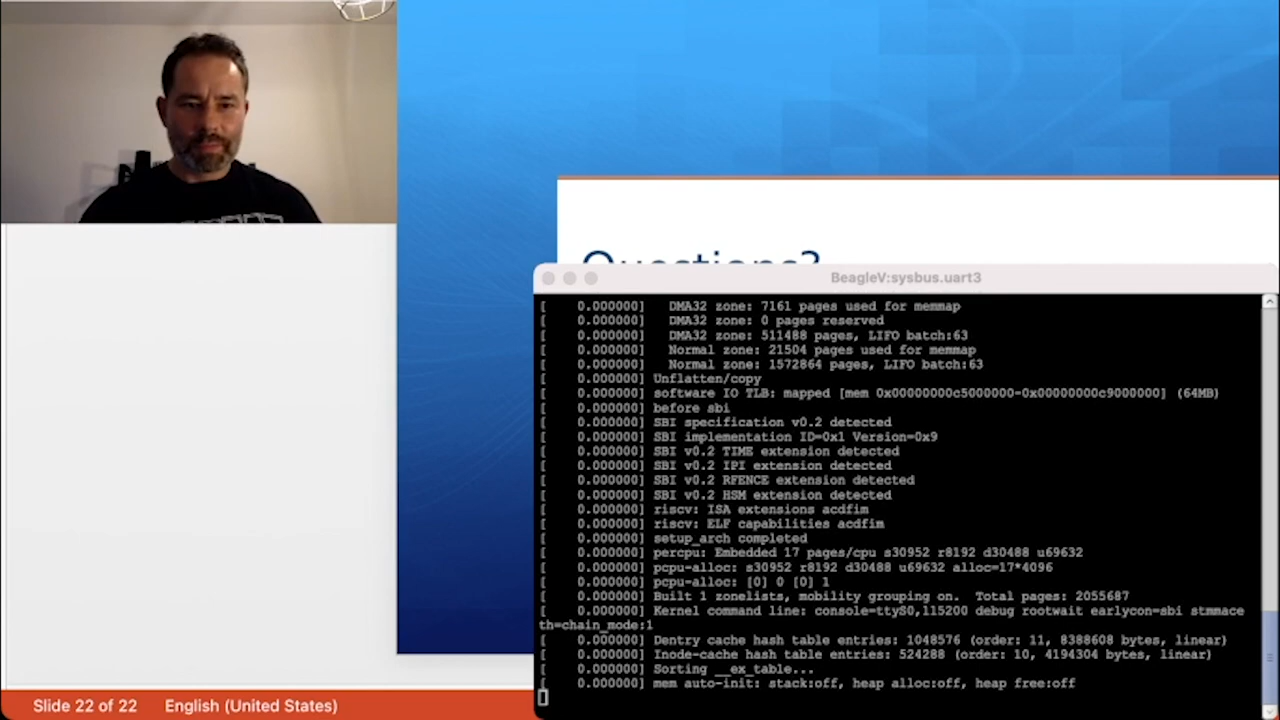 Questions?
BeagleV:sysbus.uart3
[    0.000000]   DMA32 zone: 7161 pages used for memmap
[    0.000000]   DMA32 zone: 0 pages reserved
[    0.000000]   DMA32 zone: 511488 pages, LIFO batch:63
[    0.000000]   Normal zone: 21504 pages used for memmap
[    0.000000]   Normal zone: 1572864 pages, LIFO batch:63
[    0.000000] Unflatten/copy
[    0.000000] software IO TLB: mapped [mem 0x00000000c5000000-0x00000000c9000000] (64MB)
[    0.000000] before sbi
[    0.000000] SBI specification v0.2 detected
[    0.000000] SBI implementation ID=0x1 Version=0x9
[    0.000000] SBI v0.2 TIME extension detected
[    0.000000] SBI v0.2 IPI extension detected
[    0.000000] SBI v0.2 RFENCE extension detected
[    0.000000] SBI v0.2 HSM extension detected
[    0.000000] riscv: ISA extensions acdfim
[    0.000000] riscv: ELF capabilities acdfim
[    0.000000] setup_arch completed
[    0.000000] percpu: Embedded 17 pages/cpu s30952 r8192 d30488 u69632
[    0.000000] pcpu-alloc: s30952 r8192 d30488 u69632 alloc=17*4096
[    0.000000] pcpu-alloc: [0] 0 [0] 1
[    0.000000] Built 1 zonelists, mobility grouping on.  Total pages: 2055687
[    0.000000] Kernel command line: console=ttyS0,115200 debug rootwait earlycon=sbi stmmace
th=chain_mode:1
[    0.000000] Dentry cache hash table entries: 1048576 (order: 11, 8388608 bytes, linear)
[    0.000000] Inode-cache hash table entries: 524288 (order: 10, 4194304 bytes, linear)
[    0.000000] Sorting __ex_table...
[    0.000000] mem auto-init: stack:off, heap alloc:off, heap free:off
Slide 22 of 22 English (United States)